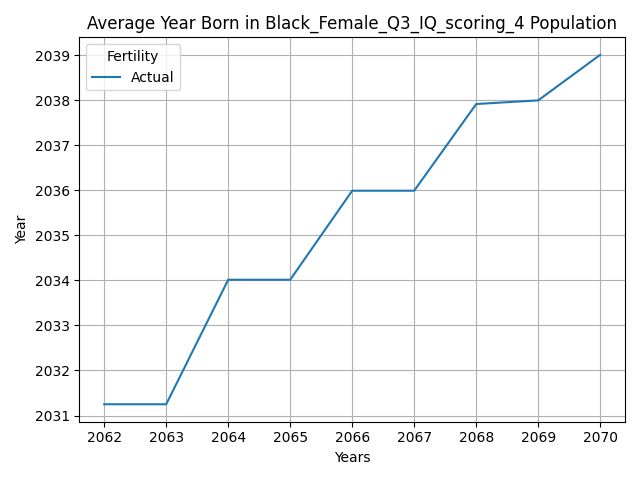 Average Year Born in Black_Female_Q3_IQ_scoring_4 Population
Fertility
Actual
Year
2039
2038
2037
2036
2035
2034
2033
2032
2031
2062 2063 2064 2065 2066 2067 2068 2069 2070
Years